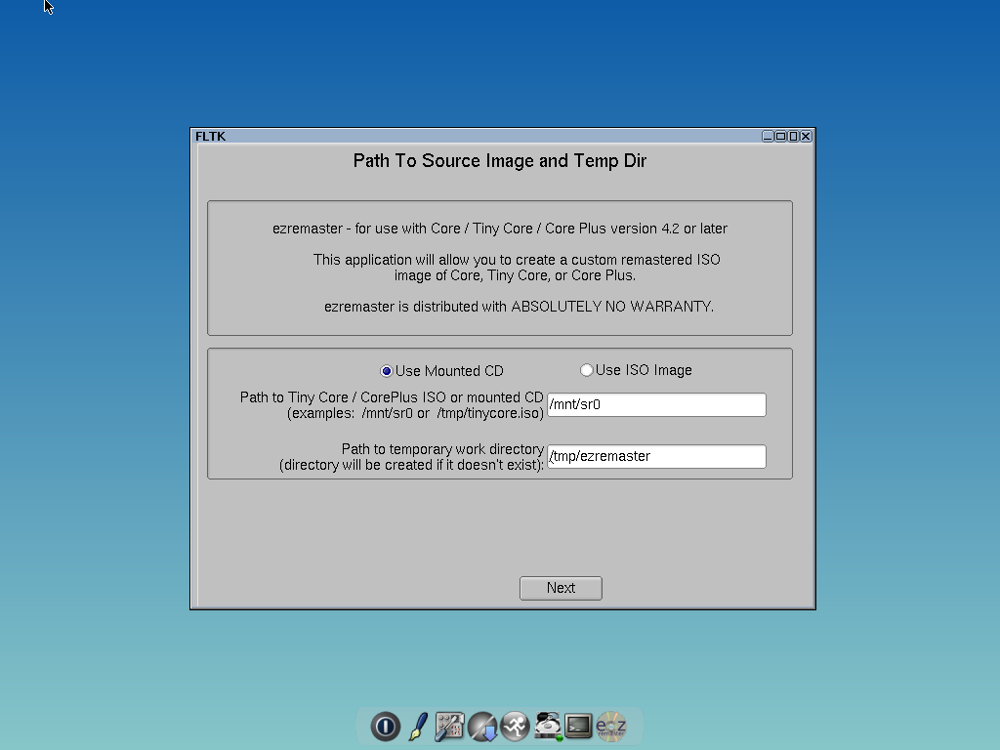 FLTK
Path To Source Image and Temp Dir
ezremaster - for use with Core / Tiny Core / Core Plus version 4.2 or later
This application will allow you to create a custom remastered ISO
image of Core, Tiny Core, or Core Plus.
ezremaster is distributed with ABSOLUTELY NO WARRANTY.
Use Mounted CD
Use ISO Image
Path to Tiny Core / CorePlus ISO or mounted CD
(examples:  /mnt/sr0 or  /tmp/tinycore.iso)
/mnt/sr0
Path to temporary work directory
(directory will be created if it doesn't exist):
/tmp/ezremaster
Next